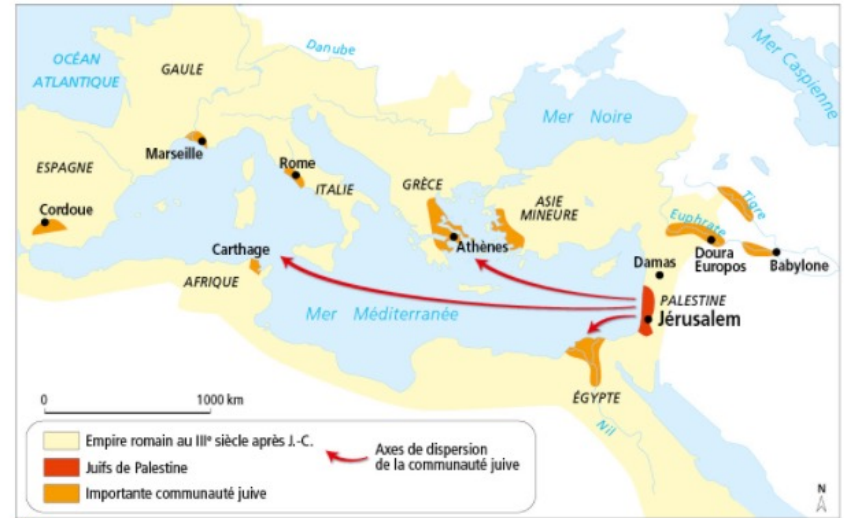 OCÉAN
ATLANTIQUE
GAULE
Danube
Mer Caspienne
Mer Noire
Marseille
ESPAGNE
Rome
ITALIE
GRÈCE
ASIE
MINEURE
Tigre
Euphrate
Cordoue
Athènes
Doura
Europos
Babylone
Carthage
Damas
AFRIQUE
PALESTINE
Jérusalem
Mer Méditerranée
ÉGYPTE
Nil
0 1000 km
Empire romain au IIIe siècle après J.-C.
Juifs de Palestine
Importante communauté juive
Axes de dispersion
de la communauté juive
N